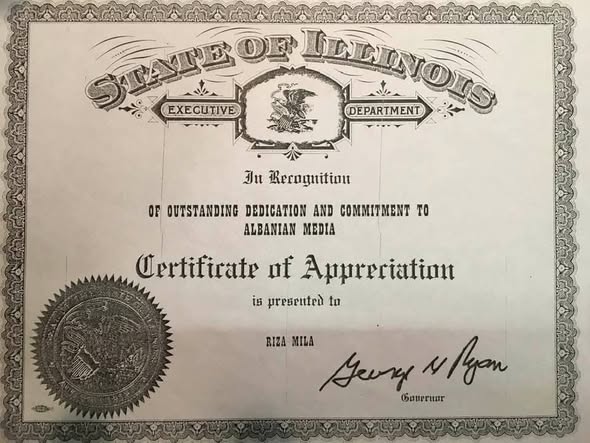 STATE OF ILLINOIS
EXECUTIVE DEPARTMENT
In Recognition
OF OUTSTANDING DEDICATION AND COMMITMENT TO
ALBANIAN MEDIA
Certificate of Appreciation
is presented to
RIZA MILA
George H Ryan
Governor